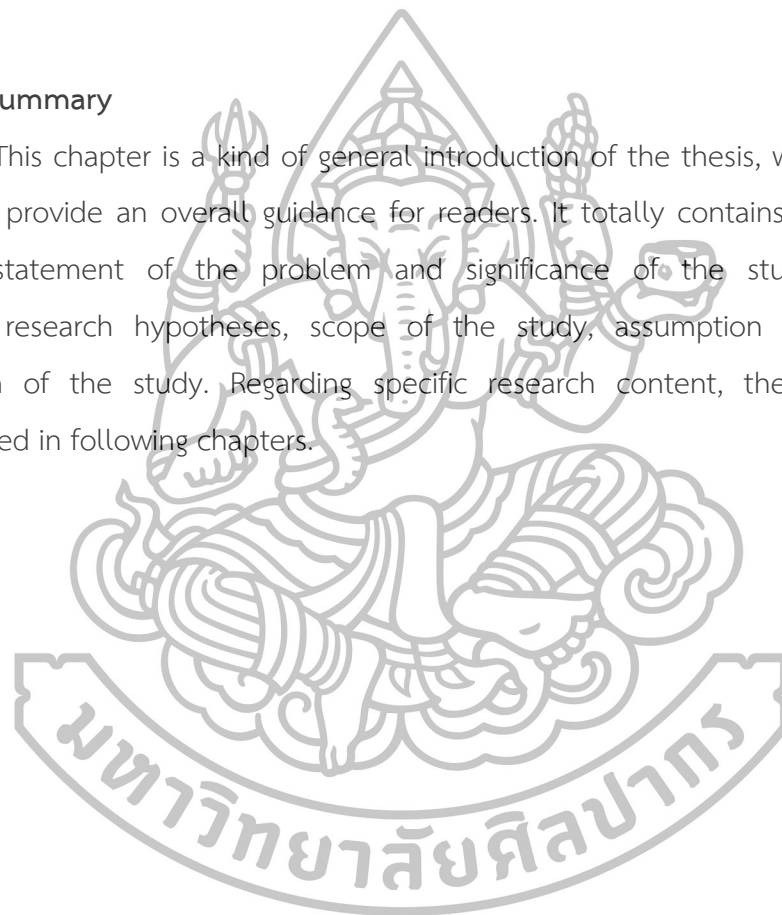 ummary
This chapter is a kind of general introduction of the thesis, w
provide an overall guidance for readers. It totally contains
statement of the problem and significance of the stu
research hypotheses, scope of the study, assumption
of the study. Regarding specific research content, the
ed in following chapters.
มหาวิทยาลัยศิลปากร